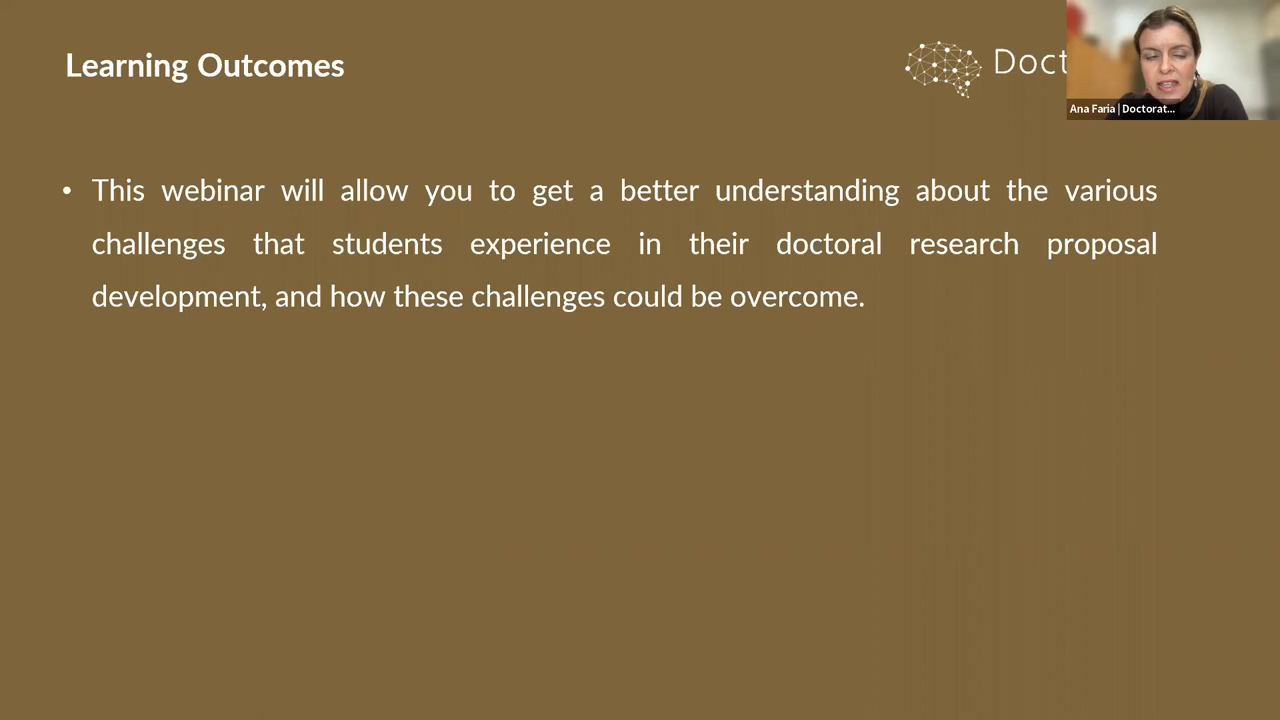 Learning Outcomes
Doct
Ana Faria | Doctorat...
• This webinar will allow you to get a better understanding about the various
challenges that students experience in their doctoral research proposal
development, and how these challenges could be overcome.